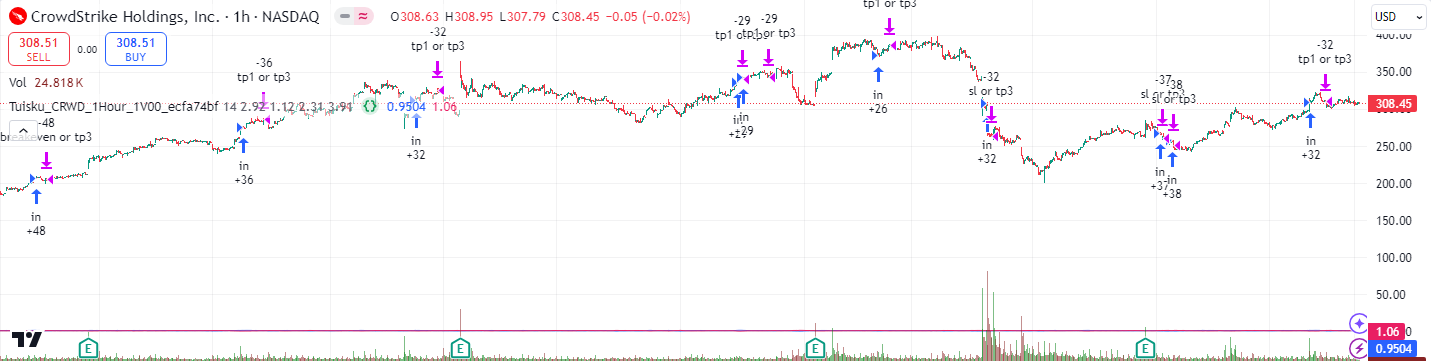 CrowdStrike Holdings, Inc. · 1h · NASDAQ O308.63 H308.95 L307.79 C308.45 −0.05 (−0.02%)
USD
308.51 SELL 0.00 308.51 BUY
Vol 24.818 K
Tuisku_CRWD_1Hour_1V00_ecfa74bf 14 2.92 1.12 2.31 3.91 0.9504 1.06
-48
breakeven or tp3
in
+48
-36
tp1 or tp3
in
+36
-32
tp1 or tp3
in
+32
-29
-29
tp1 or tp3
in
+29
tp1 or tp3
in
+26
-32
sl or tp3
in
+32
-37
-38
sl or tp3
sl or tp3
in
in
+37
+38
-32
tp1 or tp3
in
+32
400.00
350.00
308.45
300.00
250.00
200.00
150.00
100.00
50.00
1.06
0.9504
E
E
E
E